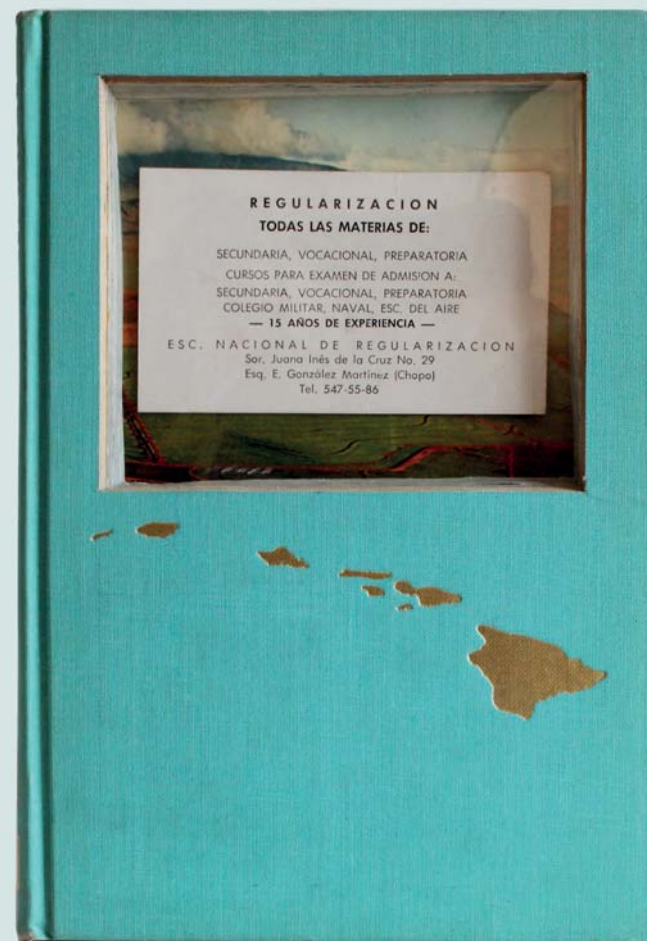 REGULARIZACION
TODAS LAS MATERIAS DE:
SECUNDARIA, VOCACIONAL, PREPARATORIA
CURSOS PARA EXAMEN DE ADMISION A:
SECUNDARIA, VOCACIONAL, PREPARATORIA
COLEGIO MILITAR, NAVAL, ESC. DEL AIRE
— 15 AÑOS DE EXPERIENCIA —
ESC. NACIONAL DE REGULARIZACION
Sor. Juana Inés de la Cruz No. 29
Esq. E. González Martínez (Chopo)
Tel. 547-55-86